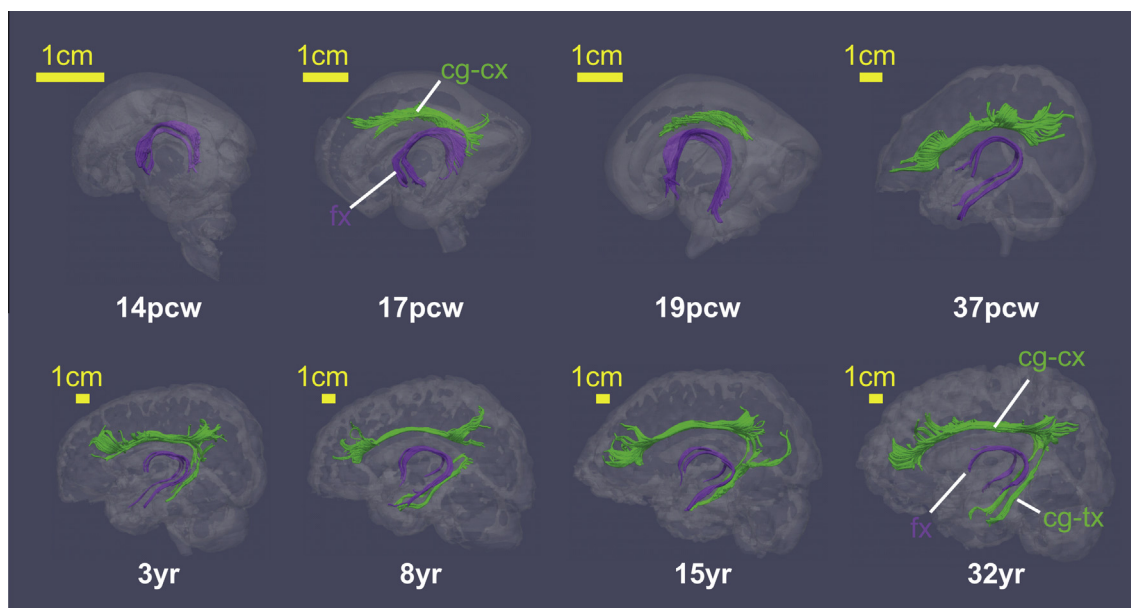 1cm
1cm
cg-cx
1cm
1cm
fx
14pcw
17pcw
19pcw
37pcw
1cm
1cm
1cm
1cm
cg-cx
fx
cg-tx
3yr
8yr
15yr
32yr